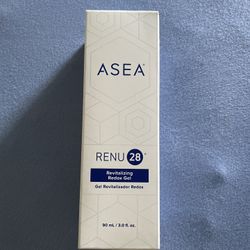 ASEA®
RENU 28®
Revitalizing
Redox Gel
Gel Revitalizador Redox
90 mL / 3.0 fl. oz.